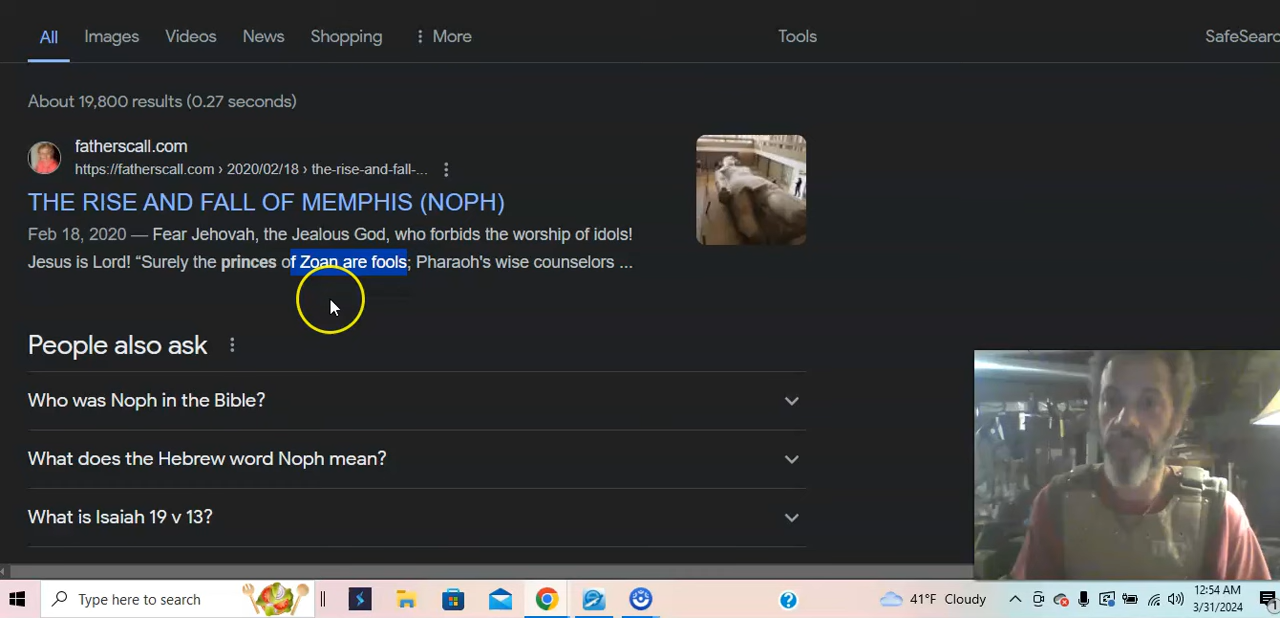 All Images Videos News Shopping ⋮ More Tools SafeSearc
About 19,800 results (0.27 seconds)
fatherscall.com
https://fatherscall.com › 2020/02/18 › the-rise-and-fall-...
THE RISE AND FALL OF MEMPHIS (NOPH)
Feb 18, 2020 — Fear Jehovah, the Jealous God, who forbids the worship of idols!
Jesus is Lord! “Surely the princes of Zoan are fools; Pharaoh's wise counselors ...
People also ask
Who was Noph in the Bible?
What does the Hebrew word Noph mean?
What is Isaiah 19 v 13?
Type here to search
41°F Cloudy
12:54 AM
3/31/2024